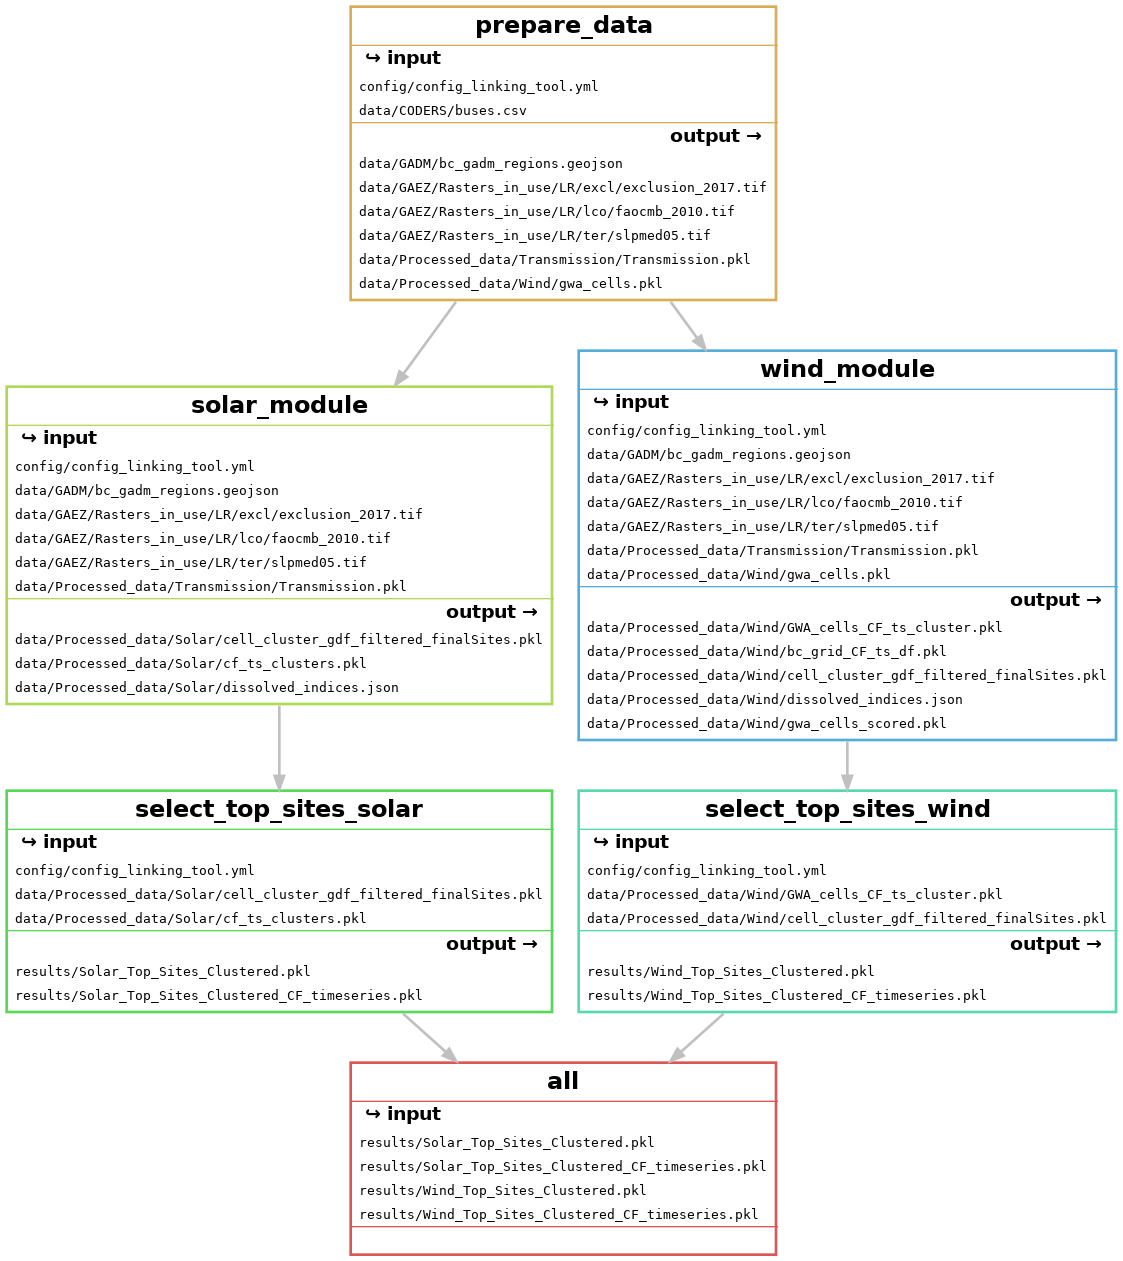 prepare_data
↪ input
config/config_linking_tool.yml
data/CODERS/buses.csv
output →
data/GADM/bc_gadm_regions.geojson
data/GAEZ/Rasters_in_use/LR/excl/exclusion_2017.tif
data/GAEZ/Rasters_in_use/LR/lco/faocmb_2010.tif
data/GAEZ/Rasters_in_use/LR/ter/slpmed05.tif
data/Processed_data/Transmission/Transmission.pkl
data/Processed_data/Wind/gwa_cells.pkl
solar_module
↪ input
config/config_linking_tool.yml
data/GADM/bc_gadm_regions.geojson
data/GAEZ/Rasters_in_use/LR/excl/exclusion_2017.tif
data/GAEZ/Rasters_in_use/LR/lco/faocmb_2010.tif
data/GAEZ/Rasters_in_use/LR/ter/slpmed05.tif
data/Processed_data/Transmission/Transmission.pkl
output →
data/Processed_data/Solar/cell_cluster_gdf_filtered_finalSites.pkl
data/Processed_data/Solar/cf_ts_clusters.pkl
data/Processed_data/Solar/dissolved_indices.json
wind_module
↪ input
config/config_linking_tool.yml
data/GADM/bc_gadm_regions.geojson
data/GAEZ/Rasters_in_use/LR/excl/exclusion_2017.tif
data/GAEZ/Rasters_in_use/LR/lco/faocmb_2010.tif
data/GAEZ/Rasters_in_use/LR/ter/slpmed05.tif
data/Processed_data/Transmission/Transmission.pkl
data/Processed_data/Wind/gwa_cells.pkl
output →
data/Processed_data/Wind/GWA_cells_CF_ts_cluster.pkl
data/Processed_data/Wind/bc_grid_CF_ts_df.pkl
data/Processed_data/Wind/cell_cluster_gdf_filtered_finalSites.pkl
data/Processed_data/Wind/dissolved_indices.json
data/Processed_data/Wind/gwa_cells_scored.pkl
select_top_sites_solar
↪ input
config/config_linking_tool.yml
data/Processed_data/Solar/cell_cluster_gdf_filtered_finalSites.pkl
data/Processed_data/Solar/cf_ts_clusters.pkl
output →
results/Solar_Top_Sites_Clustered.pkl
results/Solar_Top_Sites_Clustered_CF_timeseries.pkl
select_top_sites_wind
↪ input
config/config_linking_tool.yml
data/Processed_data/Wind/GWA_cells_CF_ts_cluster.pkl
data/Processed_data/Wind/cell_cluster_gdf_filtered_finalSites.pkl
output →
results/Wind_Top_Sites_Clustered.pkl
results/Wind_Top_Sites_Clustered_CF_timeseries.pkl
all
↪ input
results/Solar_Top_Sites_Clustered.pkl
results/Solar_Top_Sites_Clustered_CF_timeseries.pkl
results/Wind_Top_Sites_Clustered.pkl
results/Wind_Top_Sites_Clustered_CF_timeseries.pkl